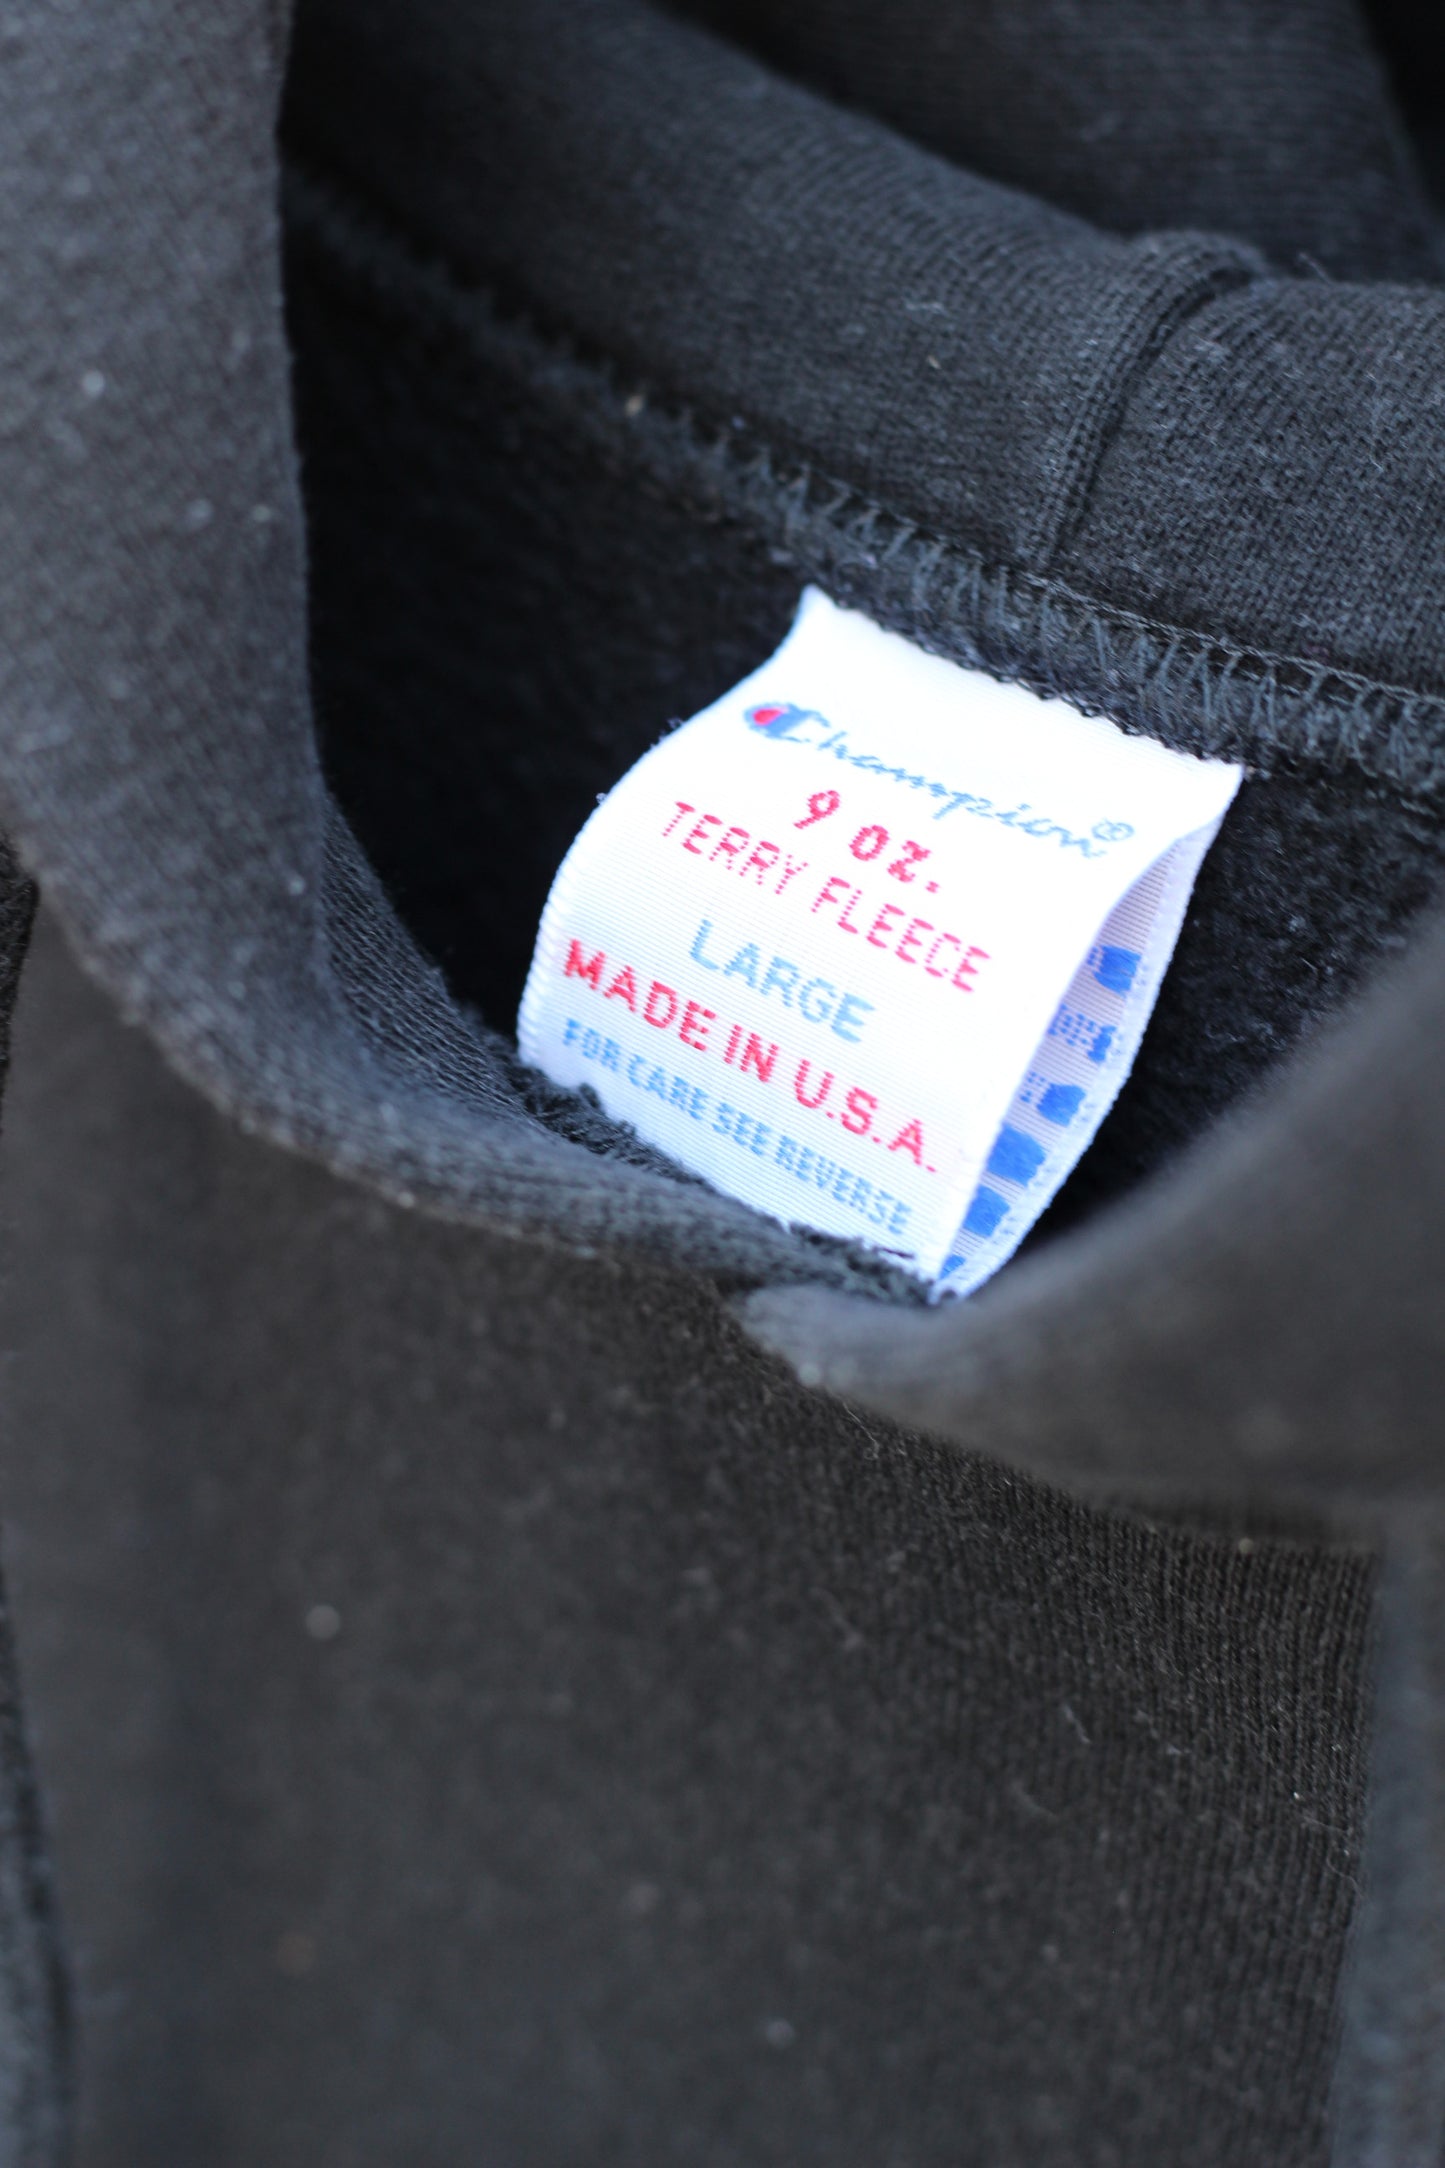 Champion®
9 OZ.
TERRY FLEECE
LARGE
MADE IN U.S.A.
FOR CARE SEE REVERSE